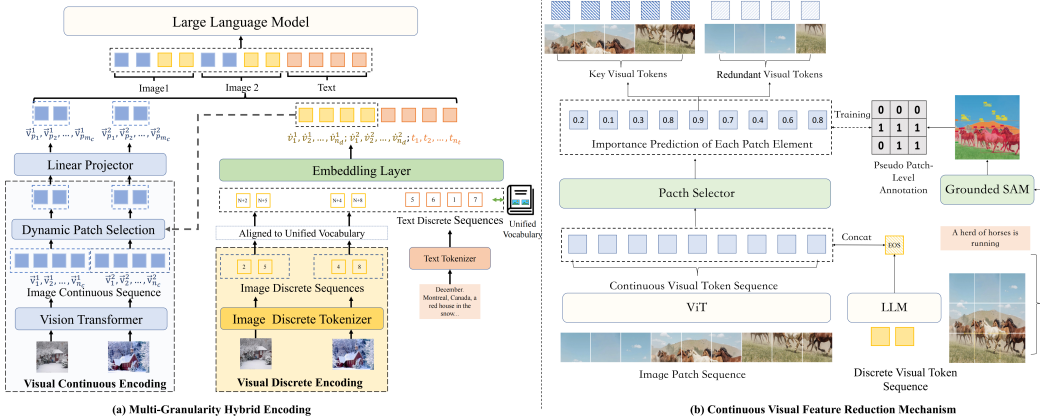 Large Language Model
Image1
Image 2
Text
Linear Projector
Embeddling Layer
N+2
N+5
N+4
N+8
5
6
1
7
Text Discrete Sequences
Unified
Vocabulary
Dynamic Patch Selection
Aligned to Unified Vocabulary
2
5
4
8
Text Tokenizer
Image Continuous Sequence
Image Discrete Sequences
December.
Montreal, Canada, a
red house in the
snow...
Vision Transformer
Image Discrete Tokenizer
Visual Continuous Encoding
Visual Discrete Encoding
(a) Multi-Granularity Hybrid Encoding
Key Visual Tokens
Redundant Visual Tokens
0.2
0.1
0.3
0.8
0.9
0.7
0.4
0.6
0.8
Importance Prediction of Each Patch Element
Training
0 0 0
1 1 1
1 1 1
Pseudo Patch-
Level
Annotation
Grounded SAM
Pacth Selector
Concat
EOS
A herd of horses is
running
Continuous Visual Token Sequence
ViT
LLM
Image Patch Sequence
Discrete Visual Token
Sequence
(b) Continuous Visual Feature Reduction Mechanism